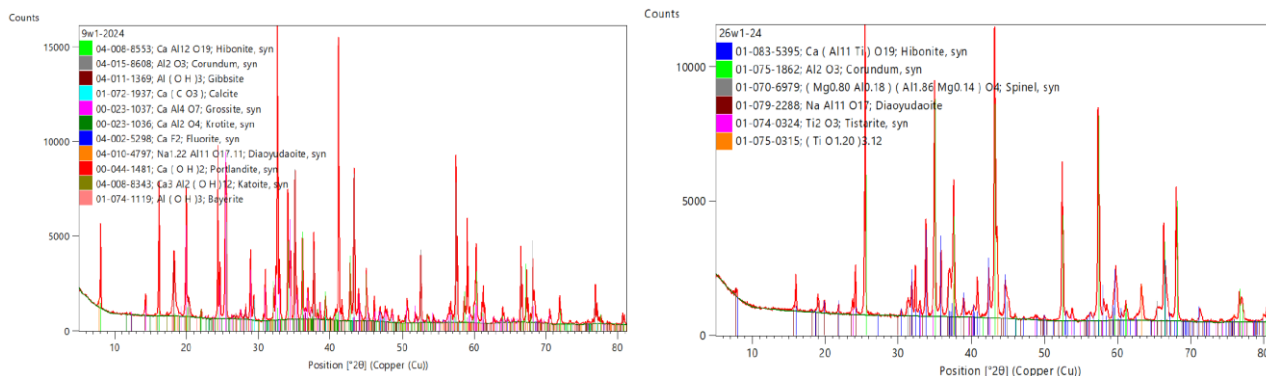 Counts
9w1-2024
15000
04-008-8553; Ca Al12 O19; Hibonite, syn
04-015-8608; Al2 O3; Corundum, syn
04-011-1369; Al ( O H )3; Gibbsite
01-072-1937; Ca ( C O3 ); Calcite
00-023-1037; Ca Al4 O7; Grossite, syn
00-023-1036; Ca Al2 O4; Krotite, syn
04-002-5298; Ca F2; Fluorite, syn
04-010-4797; Na1.22 Al11 O17.11; Diaoyudaoite, syn
00-044-1481; Ca ( O H )2; Portlandite, syn
04-008-8343; Ca3 Al2 ( O H )12; Katoite, syn
01-074-1119; Al ( O H )3; Bayerite
10000
5000
0
10 20 30 40 50 60 70 80
Position [°2θ] (Copper (Cu))
Counts
26w1-24
01-083-5395; Ca ( Al11 Ti ) O19; Hibonite, syn
01-075-1862; Al2 O3; Corundum, syn
01-070-6979; ( Mg0.80 Al0.18 ) ( Al1.86 Mg0.14 ) O4; Spinel, syn
01-079-2288; Na Al11 O17; Diaoyudaoite
01-074-0324; Ti2 O3; Tistarite, syn
01-075-0315; ( Ti O1.20 )3.12
10000
5000
0
10 20 30 40 50 60 70 80
Position [°2θ] (Copper (Cu))